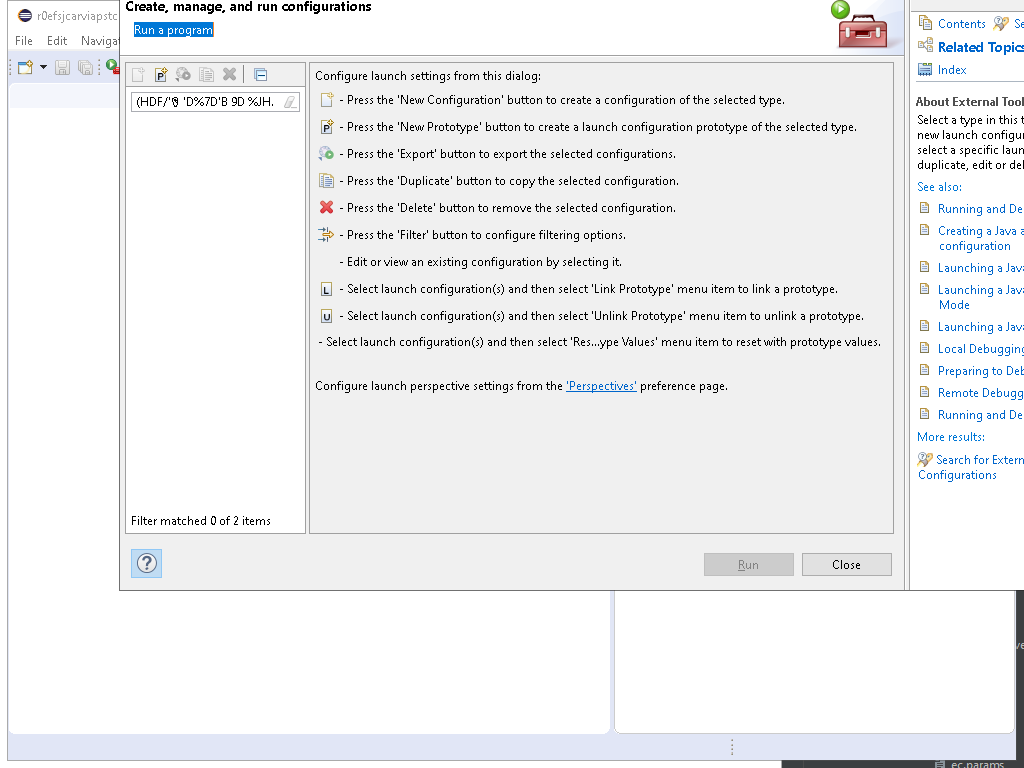 Create, manage, and run configurations
r0efsjcarviapstc
Run a program
File Edit Navigat
Configure launch settings from this dialog:
- Press the 'New Configuration' button to create a configuration of the selected type.
- Press the 'New Prototype' button to create a launch configuration prototype of the selected type.
- Press the 'Export' button to export the selected configurations.
- Press the 'Duplicate' button to copy the selected configuration.
- Press the 'Delete' button to remove the selected configuration.
- Press the 'Filter' button to configure filtering options.
- Edit or view an existing configuration by selecting it.
L - Select launch configuration(s) and then select 'Link Prototype' menu item to link a prototype.
U - Select launch configuration(s) and then select 'Unlink Prototype' menu item to unlink a prototype.
- Select launch configuration(s) and then select 'Res...ype Values' menu item to reset with prototype values.
Configure launch perspective settings from the 'Perspectives' preference page.
Filter matched 0 of 2 items
Run
Close
Contents Se
Related Topics
Index
About External Tool
Select a type in this t
new launch configur
select a specific laun
duplicate, edit or del
See also:
Running and De
Creating a Java a
configuration
Launching a Java
Launching a Java
Mode
Launching a Java
Local Debugging
Preparing to Deb
Remote Debugg
Running and De
More results:
Search for Extern
Configurations
ec.params